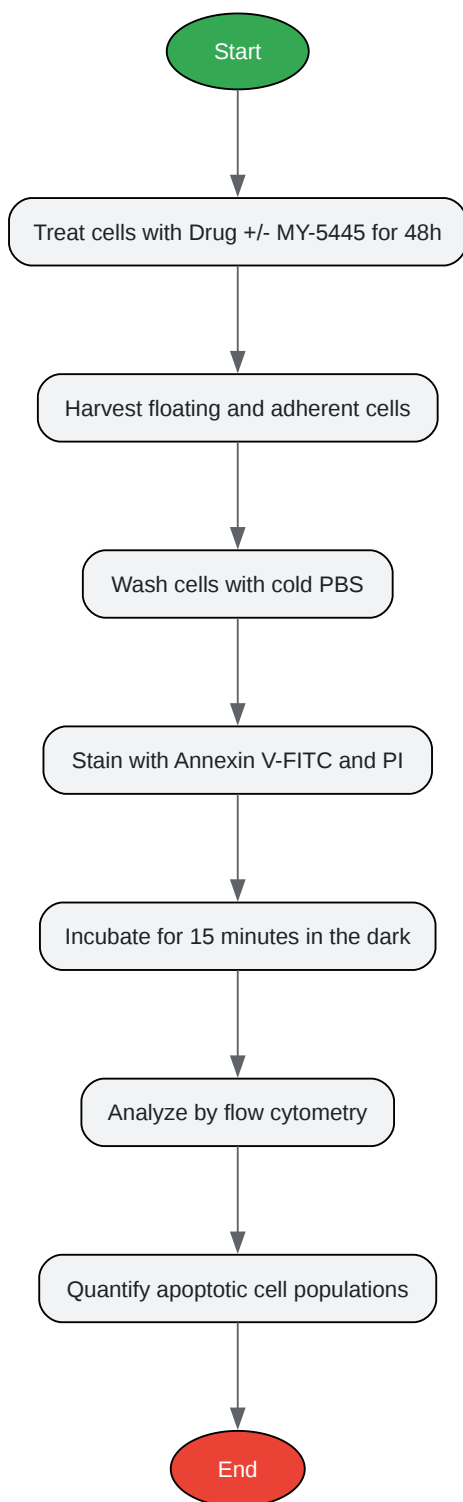 Start
Treat cells with Drug +/- MY-5445 for 48h
Harvest floating and adherent cells
Wash cells with cold PBS
Stain with Annexin V-FITC and PI
Incubate for 15 minutes in the dark
Analyze by flow cytometry
Quantify apoptotic cell populations
End